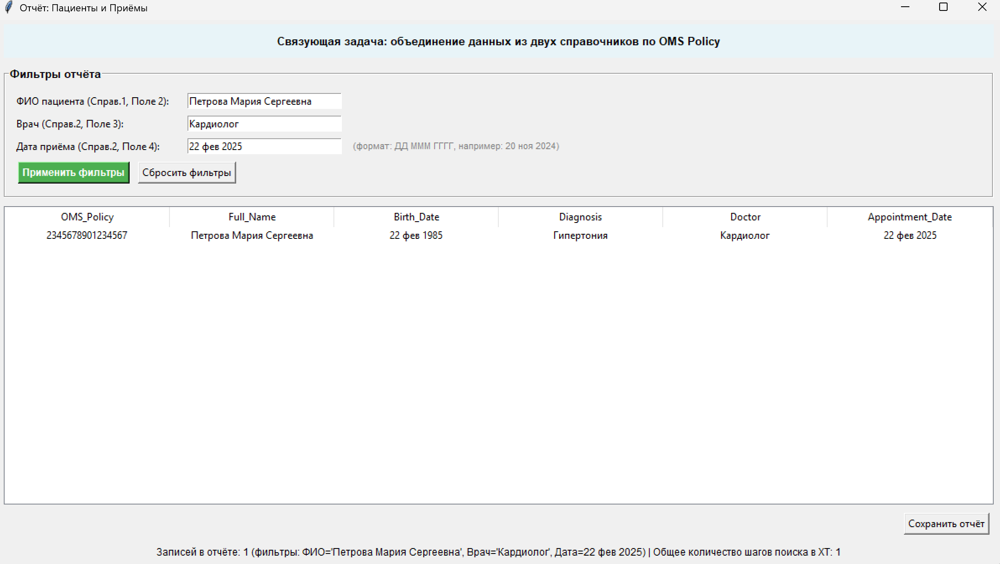 Отчёт: Пациенты и Приёмы
Связующая задача: объединение данных из двух справочников по OMS Policy
Фильтры отчёта
ФИО пациента (Справ.1, Поле 2): Петрова Мария Сергеевна
Врач (Справ.2, Поле 3): Кардиолог
Дата приёма (Справ.2, Поле 4): 22 фев 2025 (формат: ДД МММ ГГГГ, например: 20 ноя 2024)
Применить фильтры Сбросить фильтры
OMS_Policy Full_Name Birth_Date Diagnosis Doctor Appointment_Date
2345678901234567 Петрова Мария Сергеевна 22 фев 1985 Гипертония Кардиолог 22 фев 2025
Сохранить отчёт
Записей в отчёте: 1 (фильтры: ФИО='Петрова Мария Сергеевна', Врач='Кардиолог', Дата=22 фев 2025) | Общее количество шагов поиска в ХТ: 1